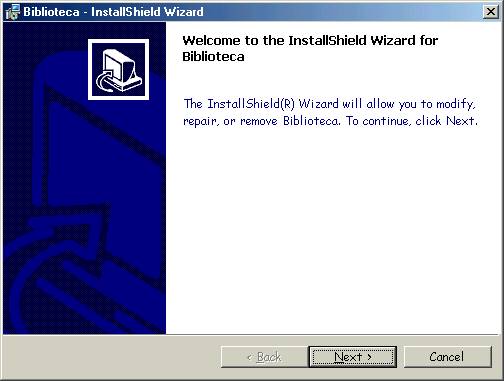 Biblioteca - InstallShield Wizard
Welcome to the InstallShield Wizard for
Biblioteca
The InstallShield(R) Wizard will allow you to modify,
repair, or remove Biblioteca. To continue, click Next.
< Back
Next >
Cancel